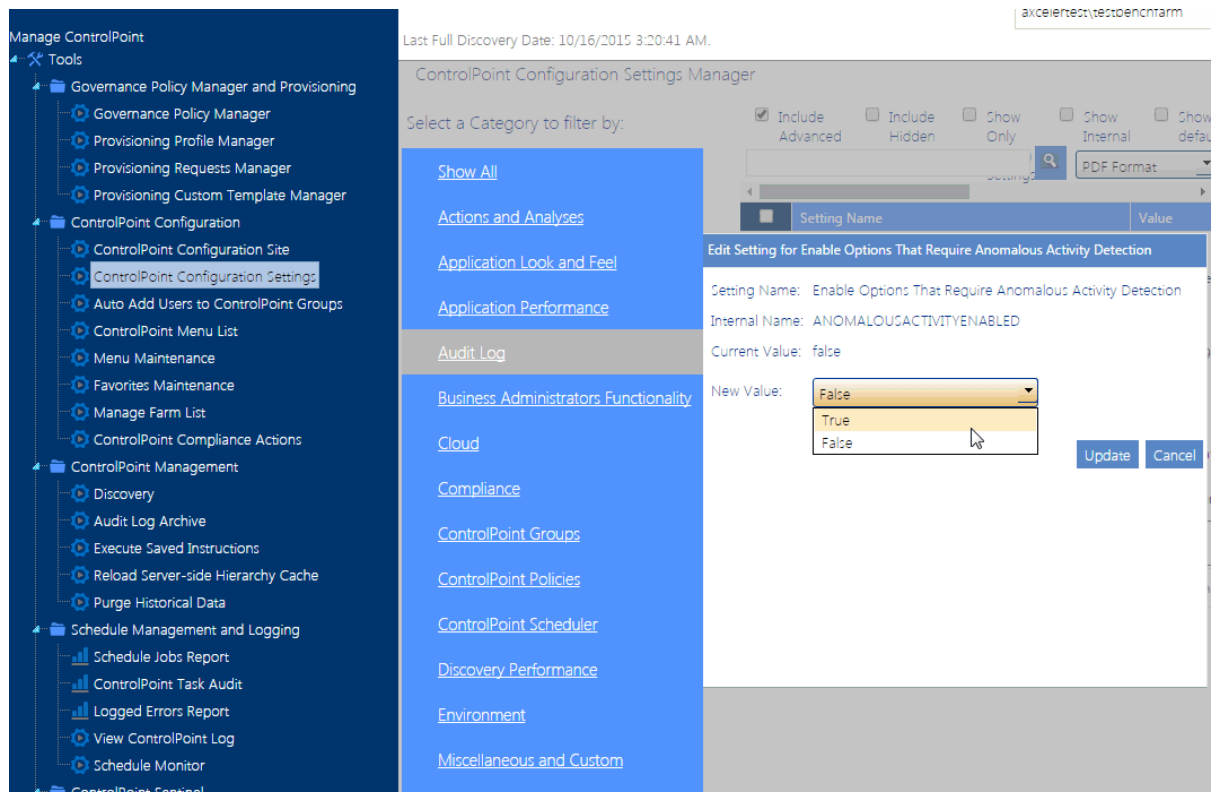 axcelertest\testbenchfarm
Manage ControlPoint
Tools
Governance Policy Manager and Provisioning
Governance Policy Manager
Provisioning Profile Manager
Provisioning Requests Manager
Provisioning Custom Template Manager
ControlPoint Configuration
ControlPoint Configuration Site
ControlPoint Configuration Settings
Auto Add Users to ControlPoint Groups
ControlPoint Menu List
Menu Maintenance
Favorites Maintenance
Manage Farm List
ControlPoint Compliance Actions
ControlPoint Management
Discovery
Audit Log Archive
Execute Saved Instructions
Reload Server-side Hierarchy Cache
Purge Historical Data
Schedule Management and Logging
Schedule Jobs Report
ControlPoint Task Audit
Logged Errors Report
View ControlPoint Log
Schedule Monitor
ControlPoint Sentinel
Last Full Discovery Date: 10/16/2015 3:20:41 AM.
ControlPoint Configuration Settings Manager
Select a Category to filter by:
Show All
Actions and Analyses
Application Look and Feel
Application Performance
Audit Log
Business Administrators Functionality
Cloud
Compliance
ControlPoint Groups
ControlPoint Policies
ControlPoint Scheduler
Discovery Performance
Environment
Miscellaneous and Custom
Include Advanced
Include Hidden
Show Only
Settings
Show Internal
Show defau
PDF Format
Setting Name Value
Edit Setting for Enable Options That Require Anomalous Activity Detection
Setting Name: Enable Options That Require Anomalous Activity Detection
Internal Name: ANOMALOUSACTIVITYENABLED
Current Value: false
New Value: False
True
False
Update Cancel